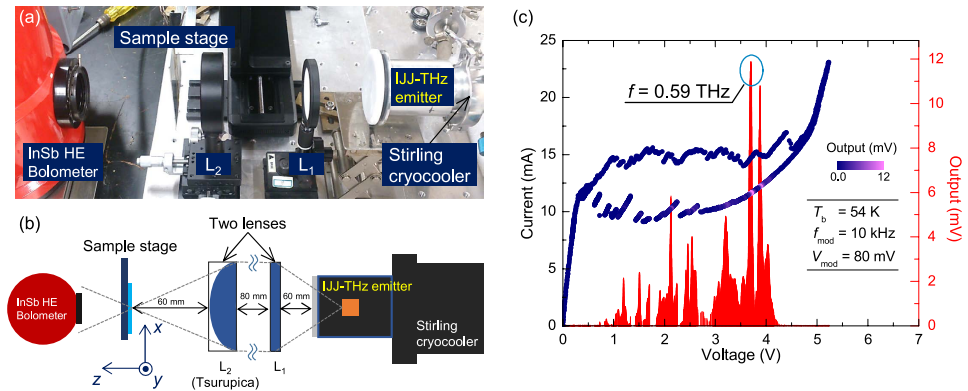 (a)
Sample stage
IJJ-THz
emitter
InSb HE
Bolometer
L2
L1
Stirling
cryocooler
(b)
Two lenses
Sample stage
InSb HE
Bolometer
60 mm
80 mm
60 mm
IJJ-THz emitter
Stirling
cryocooler
x
z
y
L2
(Tsurupica)
L1
(c)
25
20
15
10
5
0
Current (mA)
0 1 2 3 4 5 6 7
Voltage (V)
12
10
8
6
4
2
0
Output (mV)
f = 0.59 THz
Output (mV)
0.0 12
Tb = 54 K
fmod = 10 kHz
Vmod = 80 mV